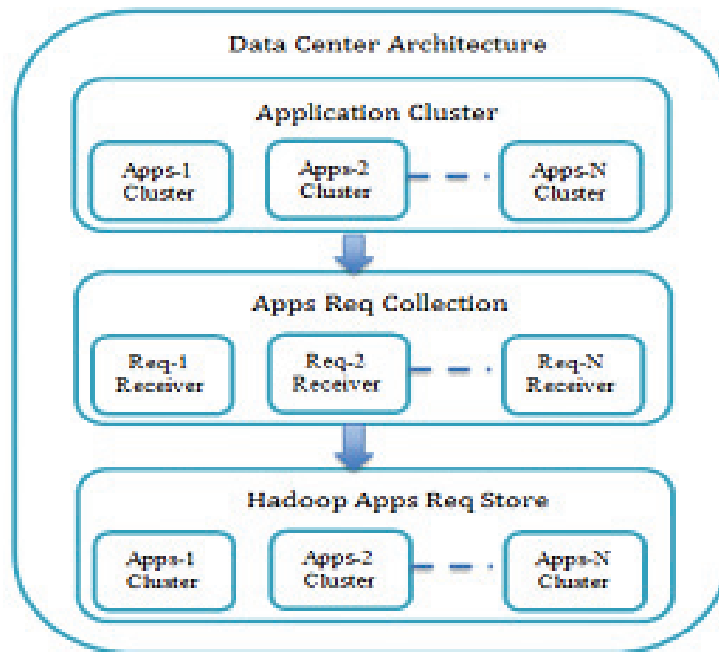 Data Center Architecture
Application Cluster
Apps-1
Cluster
Apps-2
Cluster
Apps-N
Cluster
Apps Req Collection
Req-1
Receiver
Req-2
Receiver
Req-N
Receiver
Hadoop Apps Req Store
Apps-1
Cluster
Apps-2
Cluster
Apps-N
Cluster